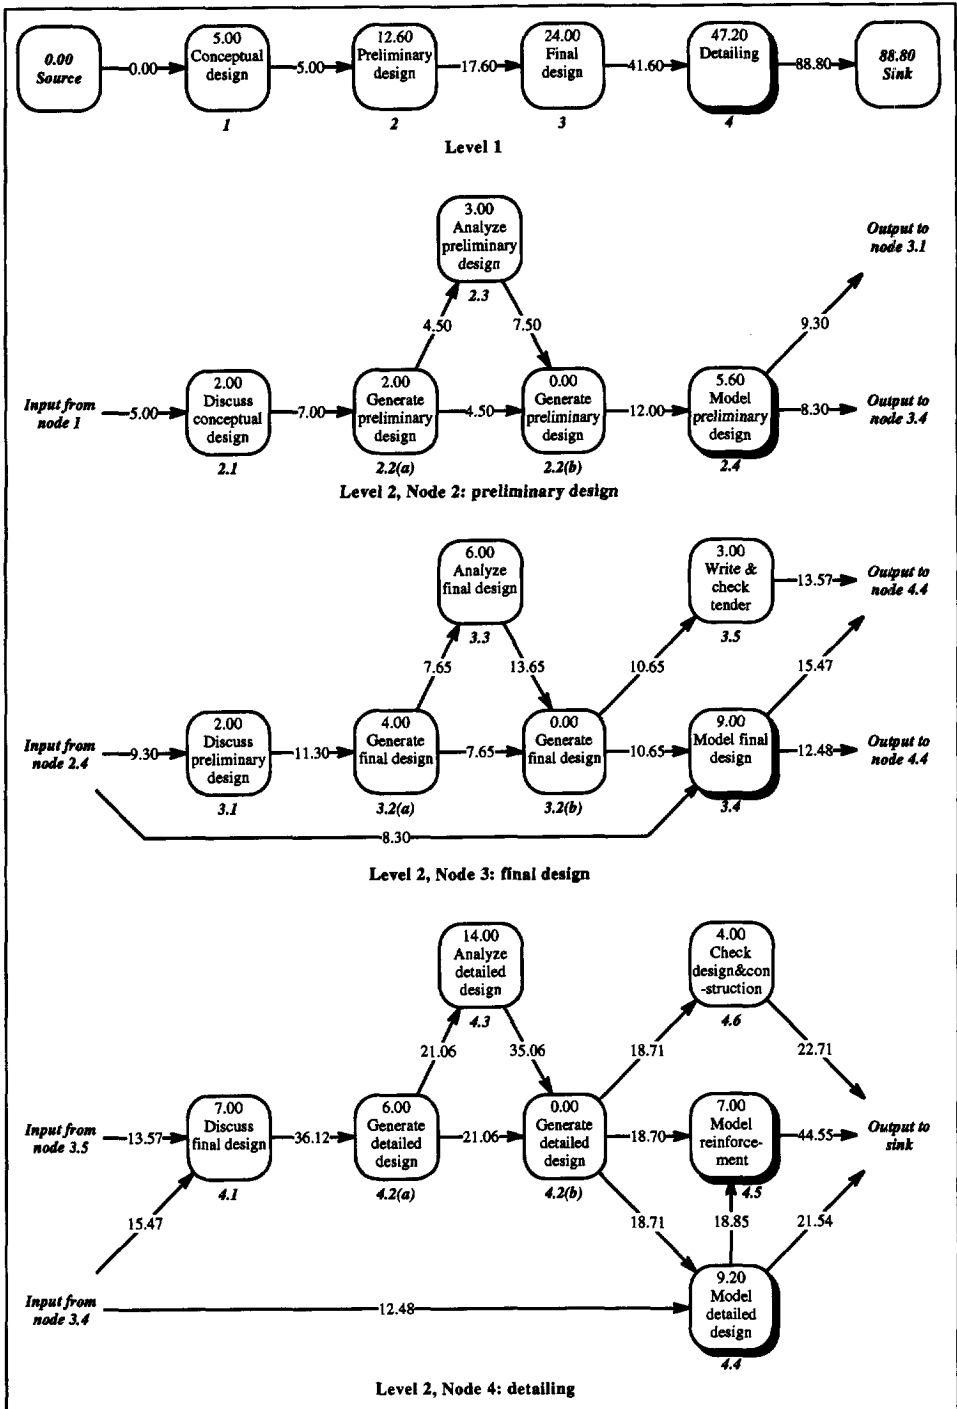 0.00
Source
0.00
5.00
Conceptual
design
1
5.00
12.60
Preliminary
design
2
17.60
24.00
Final
design
3
41.60
47.20
Detailing
4
88.80
88.80
Sink
Level 1
3.00
Analyze
preliminary
design
2.3
Output to
node 3.1
4.50
7.50
9.30
Input from
node 1
5.00
2.00
Discuss
conceptual
design
2.1
7.00
2.00
Generate
preliminary
design
2.2(a)
4.50
0.00
Generate
preliminary
design
2.2(b)
12.00
5.60
Model
preliminary
design
2.4
8.30
Output to
node 3.4
Level 2, Node 2: preliminary design
6.00
Analyze
final design
3.3
3.00
Write &
check
tender
3.5
13.57
Output to
node 4.4
7.65
13.65
10.65
15.47
Input from
node 2.4
9.30
2.00
Discuss
preliminary
design
3.1
11.30
4.00
Generate
final design
3.2(a)
7.65
0.00
Generate
final design
3.2(b)
10.65
9.00
Model final
design
3.4
12.48
Output to
node 4.4
8.30
Level 2, Node 3: final design
14.00
Analyze
detailed
design
4.3
4.00
Check
design&con
-struction
4.6
21.06
35.06
18.71
22.71
Input from
node 3.5
13.57
7.00
Discuss
final design
4.1
36.12
6.00
Generate
detailed
design
4.2(a)
21.06
0.00
Generate
detailed
design
4.2(b)
18.70
7.00
Model
reinforce-
ment
4.5
44.55
Output to
sink
15.47
18.71
18.85
21.54
Input from
node 3.4
12.48
9.20
Model
detailed
design
4.4
Level 2, Node 4: detailing